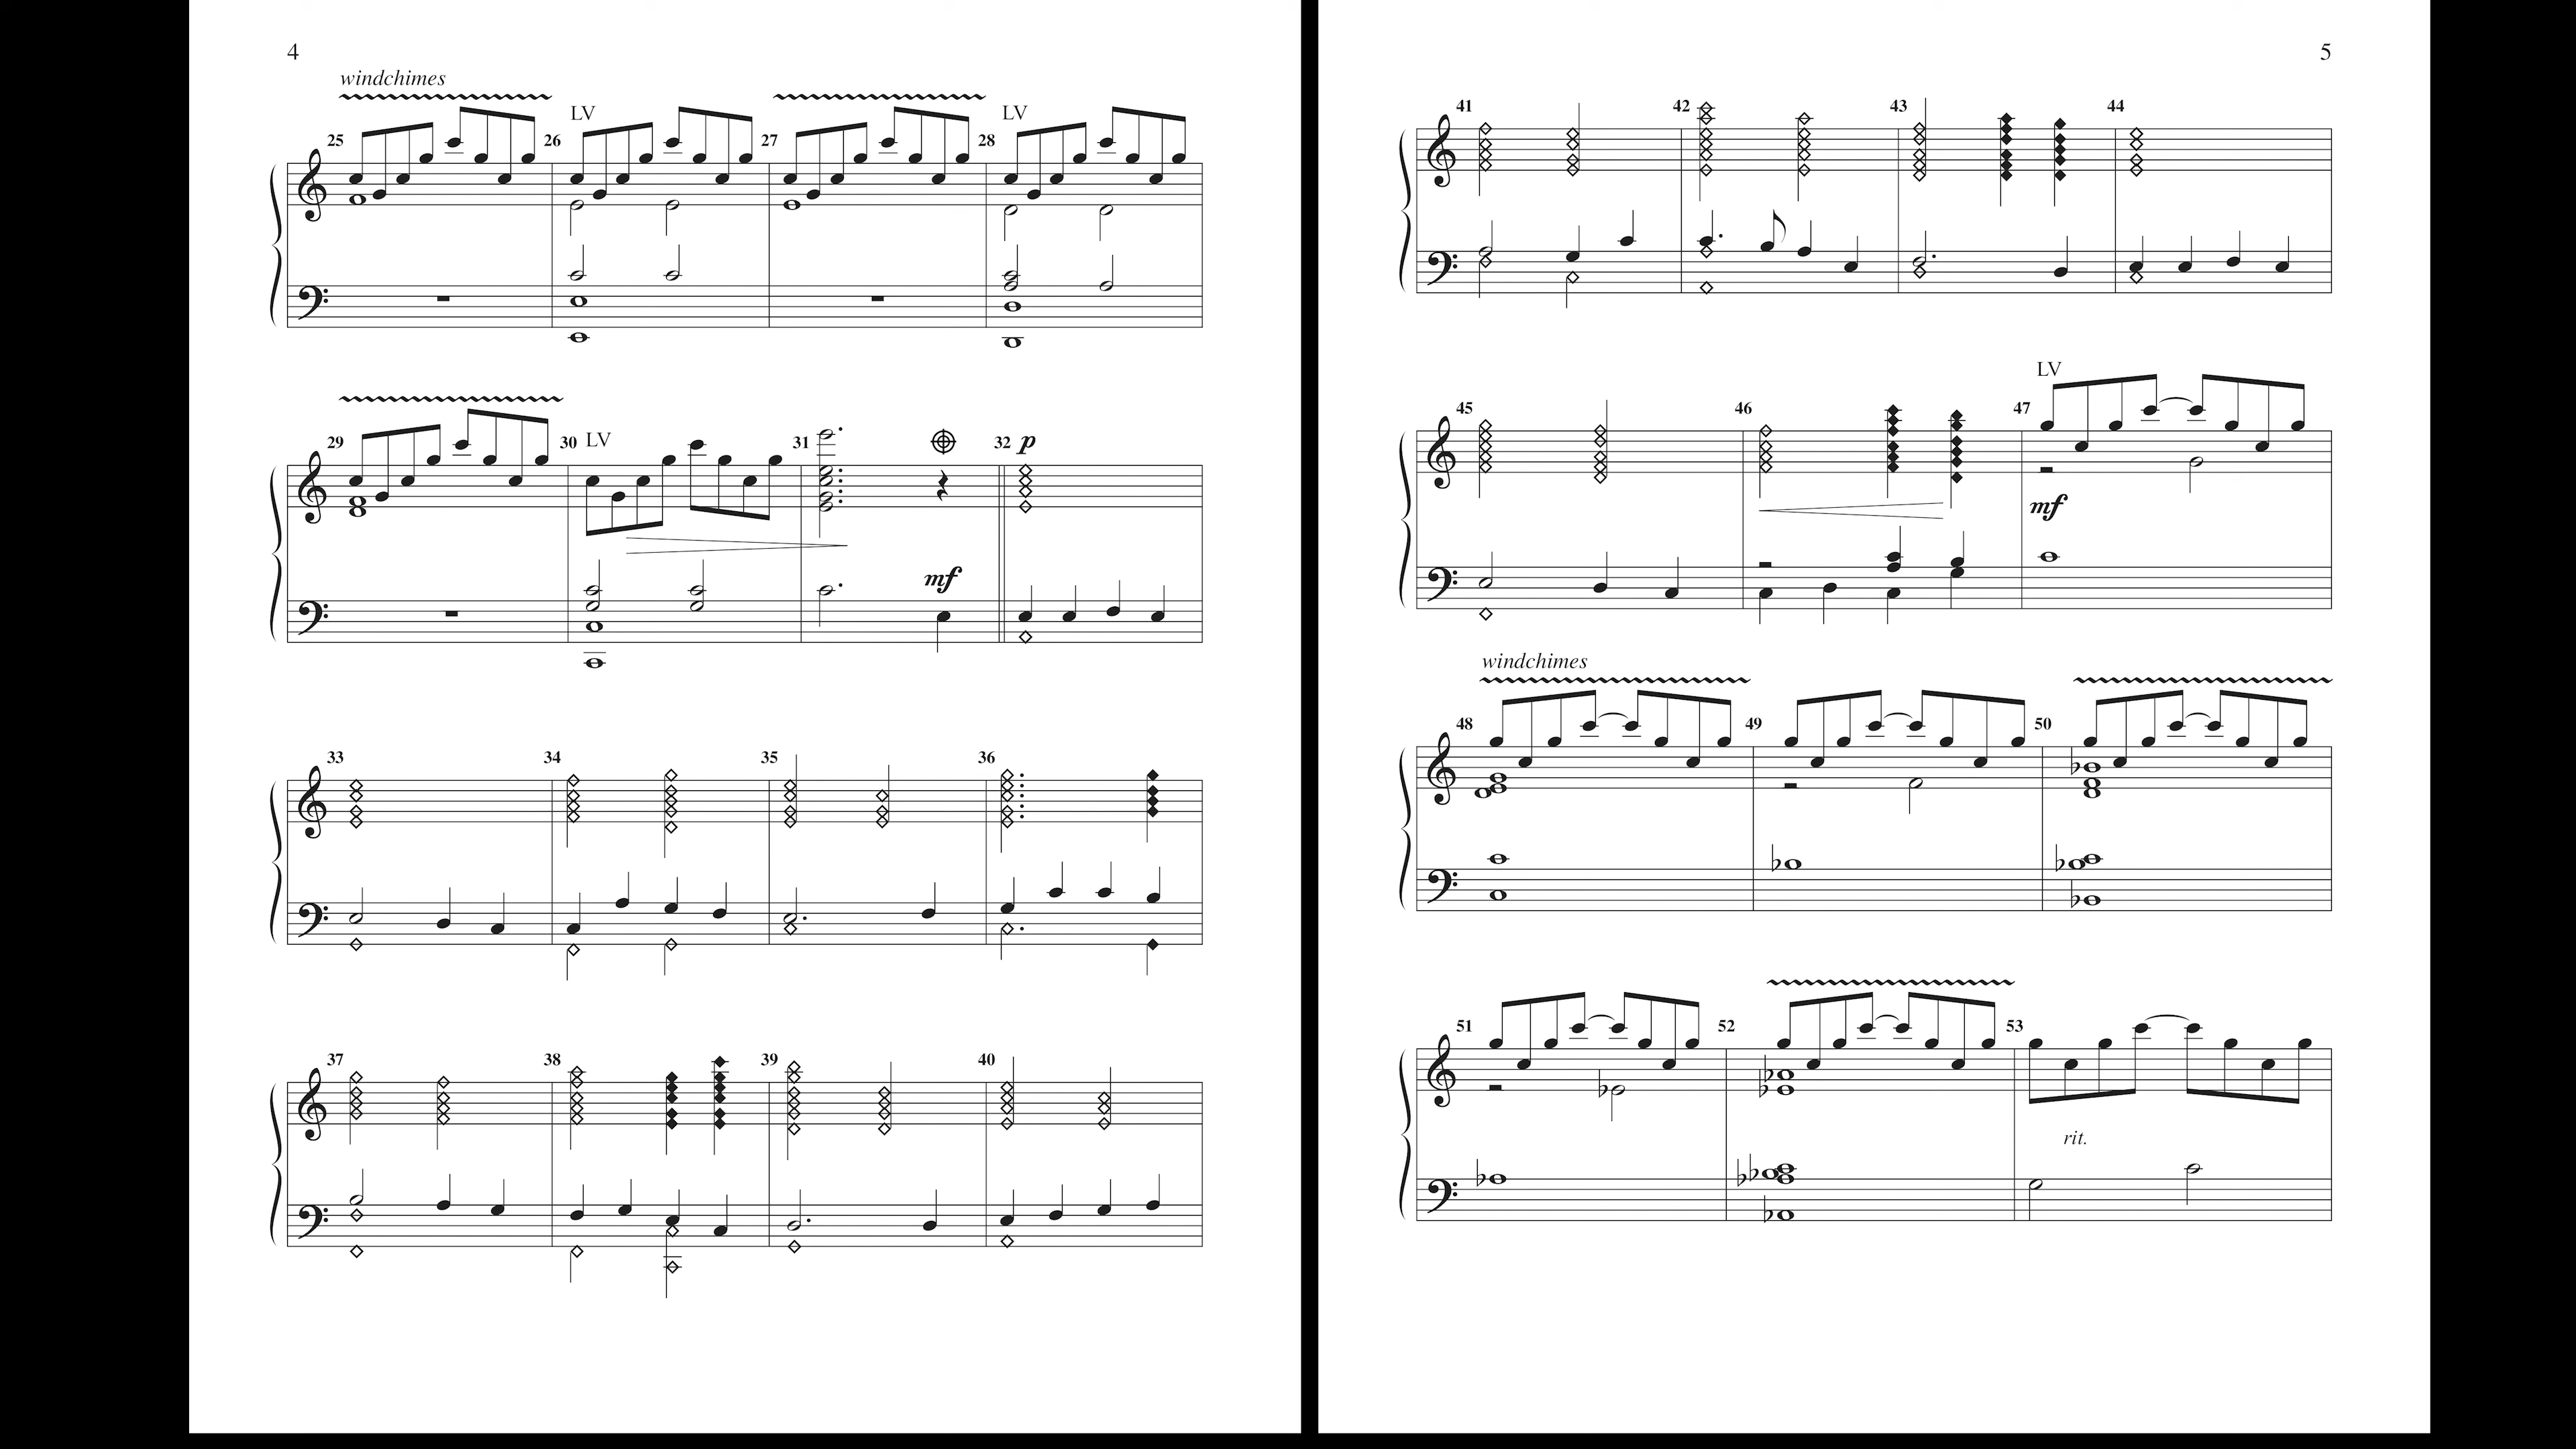 4
windchimes
25 LV 26 27 LV 28
29 30 LV 31 32 p
mf
33 34 35 36
37 38 39 40
5
41 42 43 44
LV
45 46 47
mf
windchimes
48 49 50
51 52 53
rit.